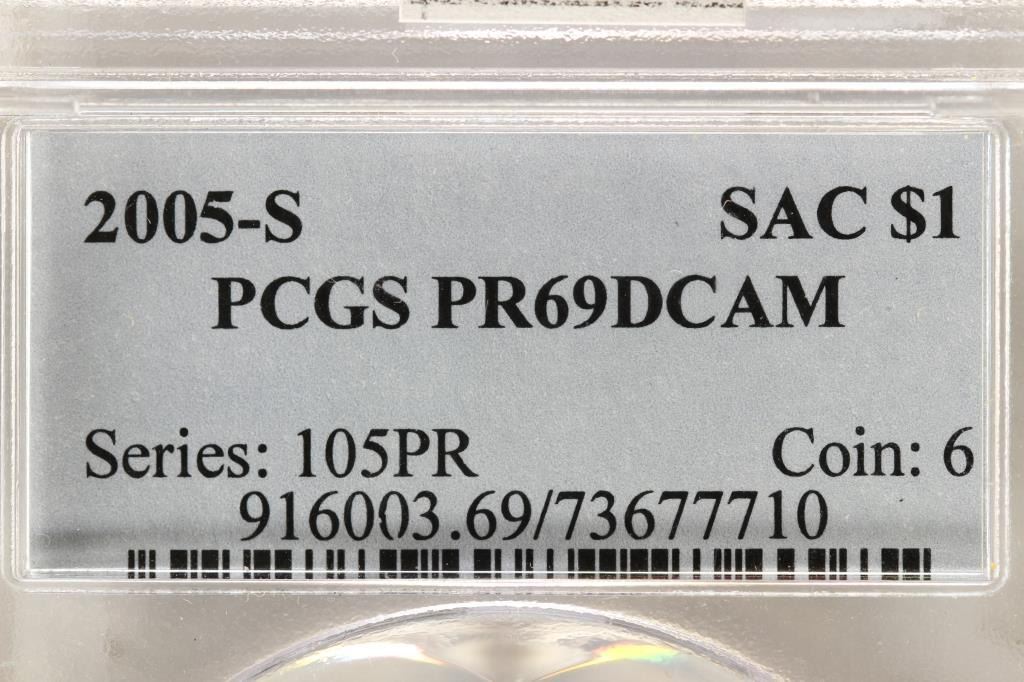 2005-S SAC $1
PCGS PR69DCAM
Series: 105PR Coin: 6
916003.69/73677710